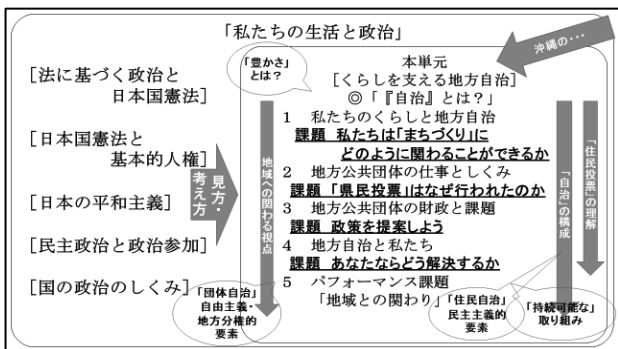 「私たちの生活と政治」
沖縄の・・・
「豊かさ」
とは？
本単元
[くらしを支える地方自治]
◎「『自治』とは？」
[法に基づく政治と
日本国憲法]
[日本国憲法と
基本的人権]
[日本の平和主義]
[民主政治と政治参加]
[国の政治のしくみ]
見方・
考え方
地域への関わる視点
1 私たちのくらしと地方自治
課題 私たちは「まちづくり」に
どのように関わることができるか
2 地方公共団体の仕事としくみ
課題 「県民投票」はなぜ行われたのか
3 地方公共団体の財政と課題
課題 政策を提案しよう
4 地方自治と私たち
課題 あなたならどう解決するか
5 パフォーマンス課題
「地域との関わり」
「自治」の構成
「住民投票」の理解
「団体自治」
自由主義・
地方分権的
要素
「住民自治」
民主主義的
要素
「持続可能な」
取り組み